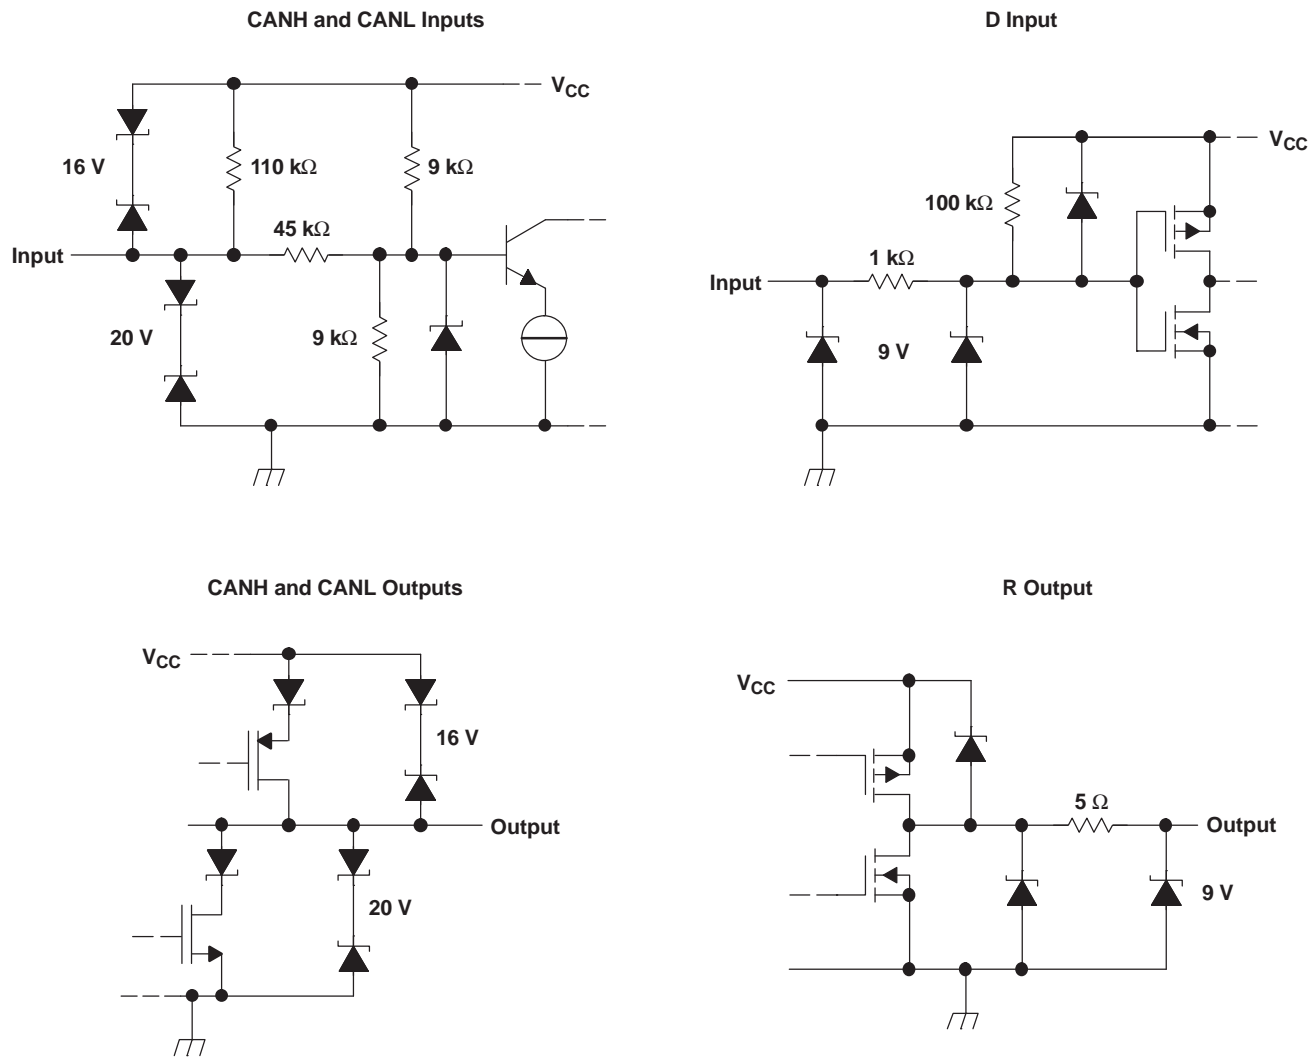 CANH and CANL Inputs
VCC
16 V
110 kΩ
9 kΩ
45 kΩ
Input
20 V
9 kΩ
D Input
VCC
100 kΩ
1 kΩ
Input
9 V
CANH and CANL Outputs
VCC
16 V
Output
20 V
R Output
VCC
5 Ω
Output
9 V